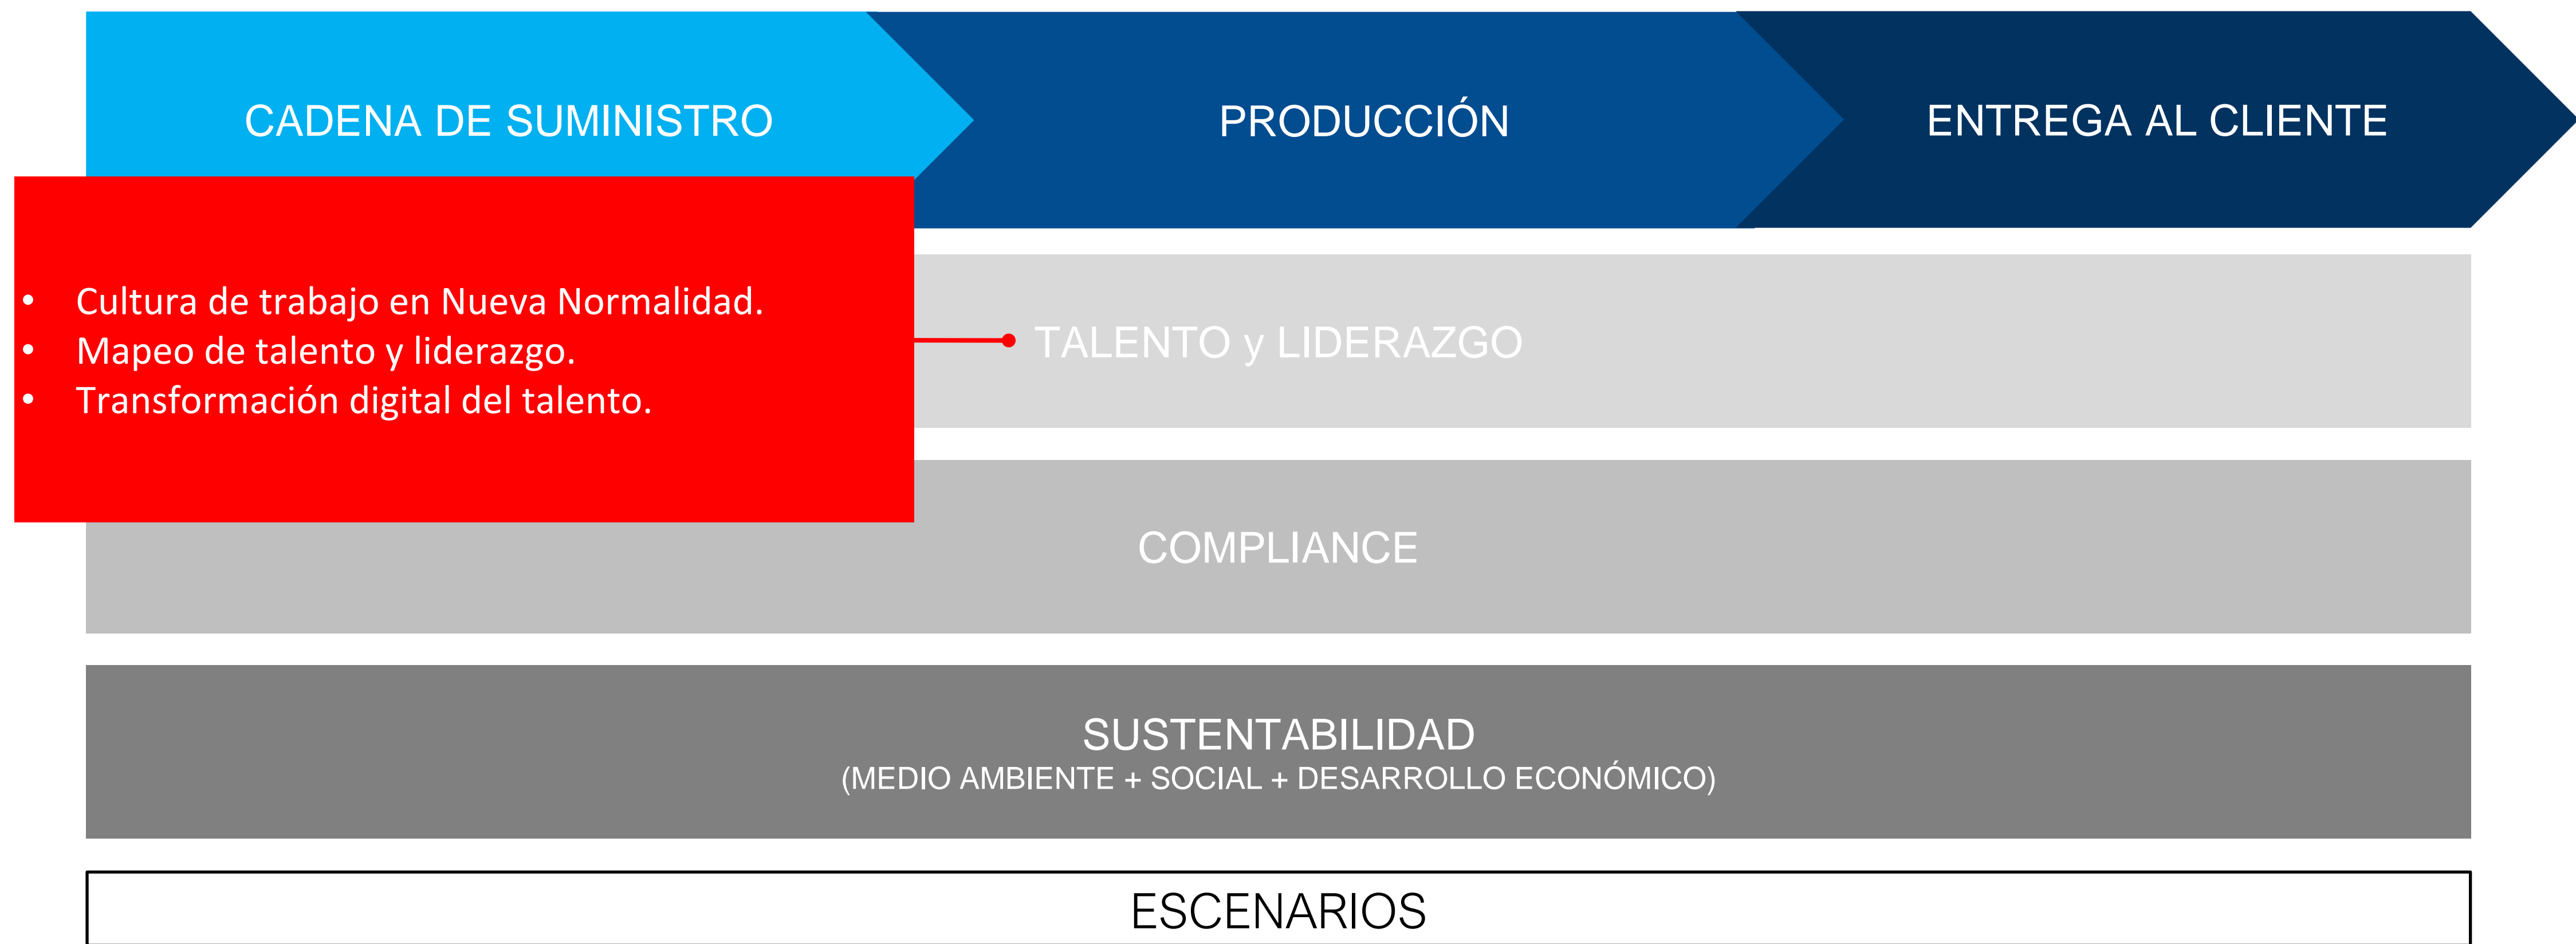 CADENA DE SUMINISTRO
PRODUCCIÓN
ENTREGA AL CLIENTE
• Cultura de trabajo en Nueva Normalidad.
• Mapeo de talento y liderazgo.
• Transformación digital del talento.
TALENTO y LIDERAZGO
COMPLIANCE
SUSTENTABILIDAD
(MEDIO AMBIENTE + SOCIAL + DESARROLLO ECONÓMICO)
ESCENARIOS